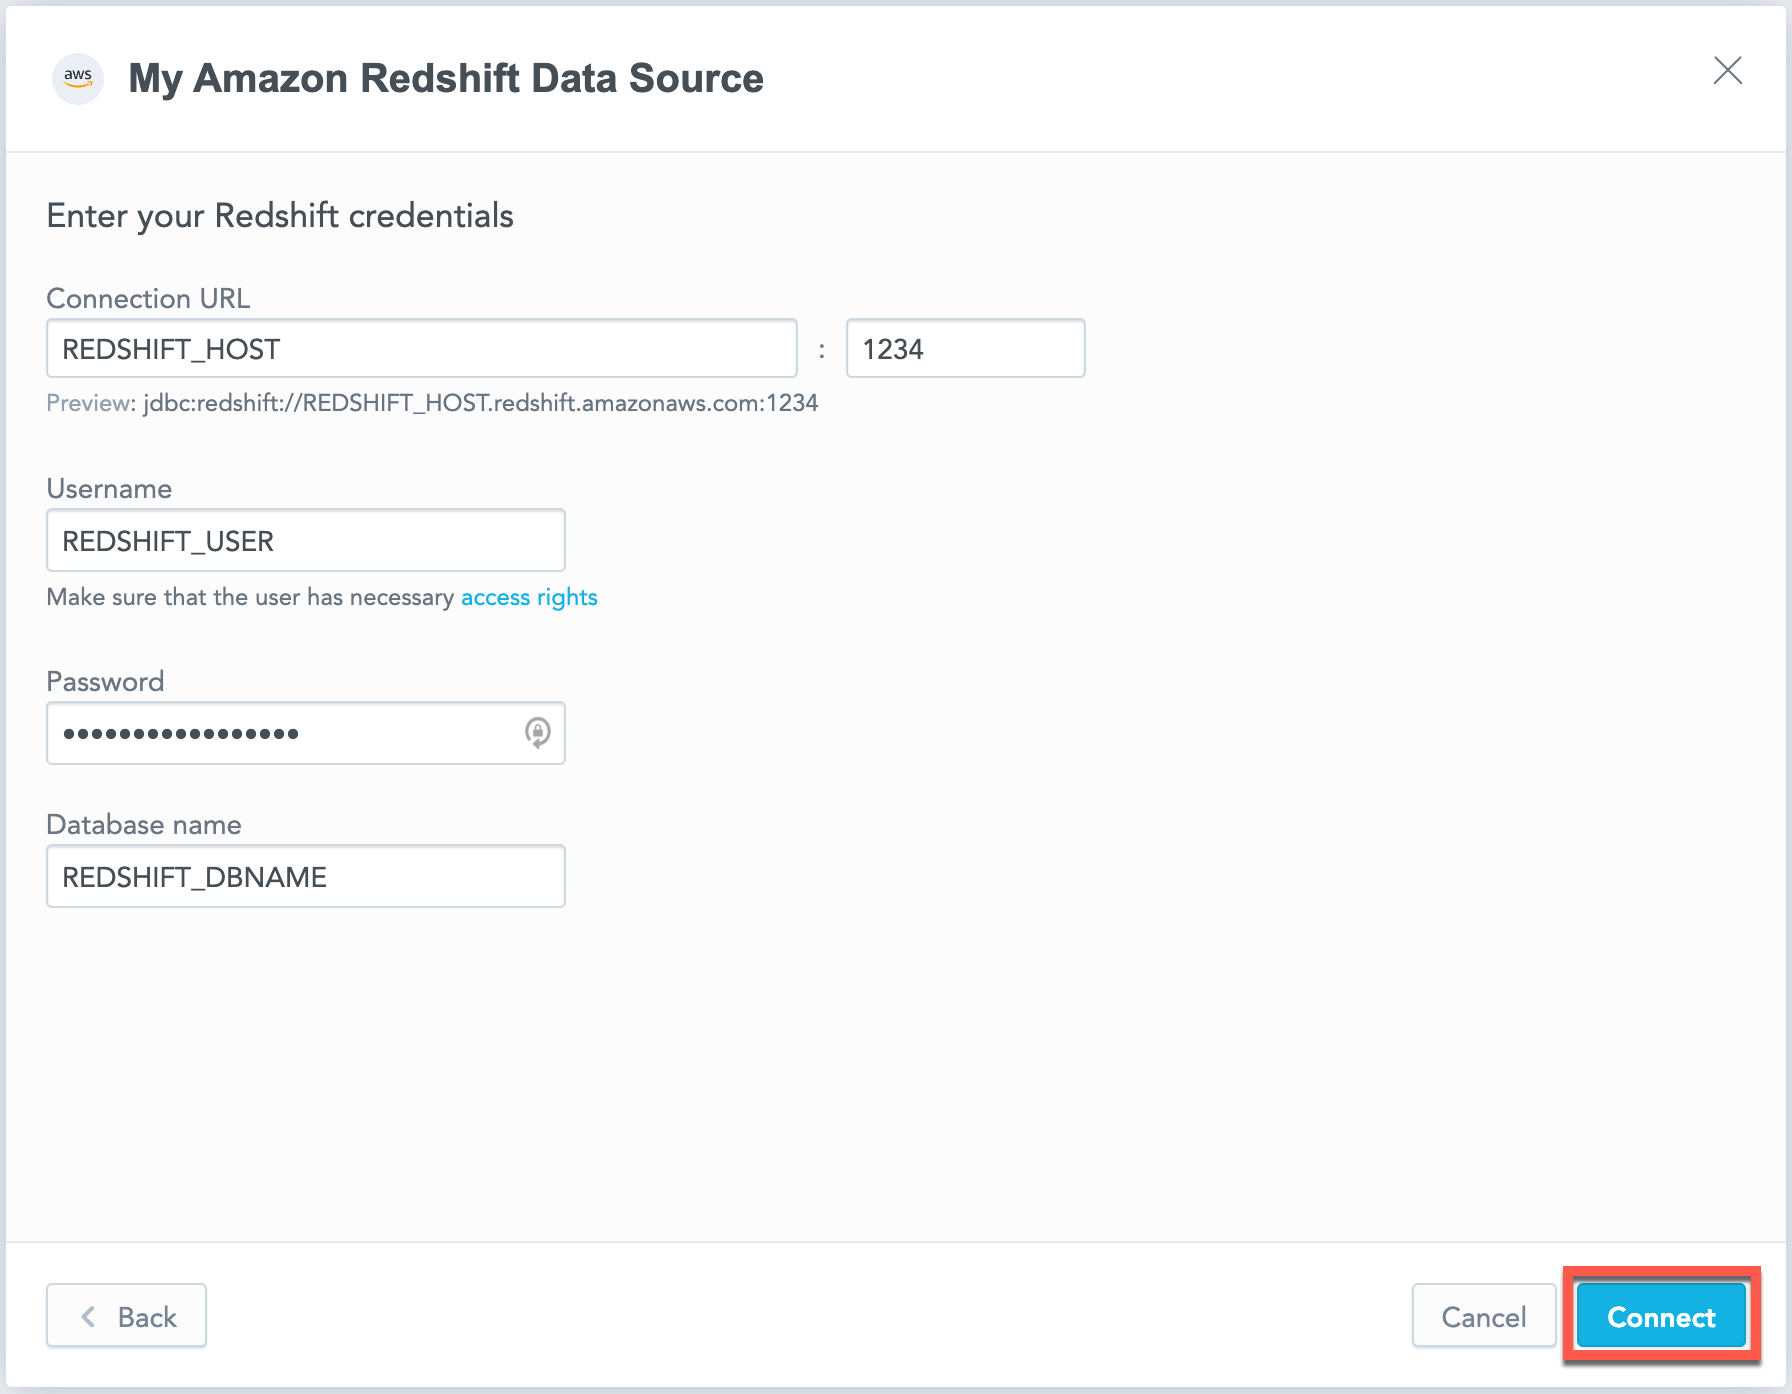 aws My Amazon Redshift Data Source
Enter your Redshift credentials
Connection URL
REDSHIFT_HOST : 1234
Preview: jdbc:redshift://REDSHIFT_HOST.redshift.amazonaws.com:1234
Username
REDSHIFT_USER
Make sure that the user has necessary access rights
Password
•••••••••••••••••
Database name
REDSHIFT_DBNAME
Back Cancel Connect